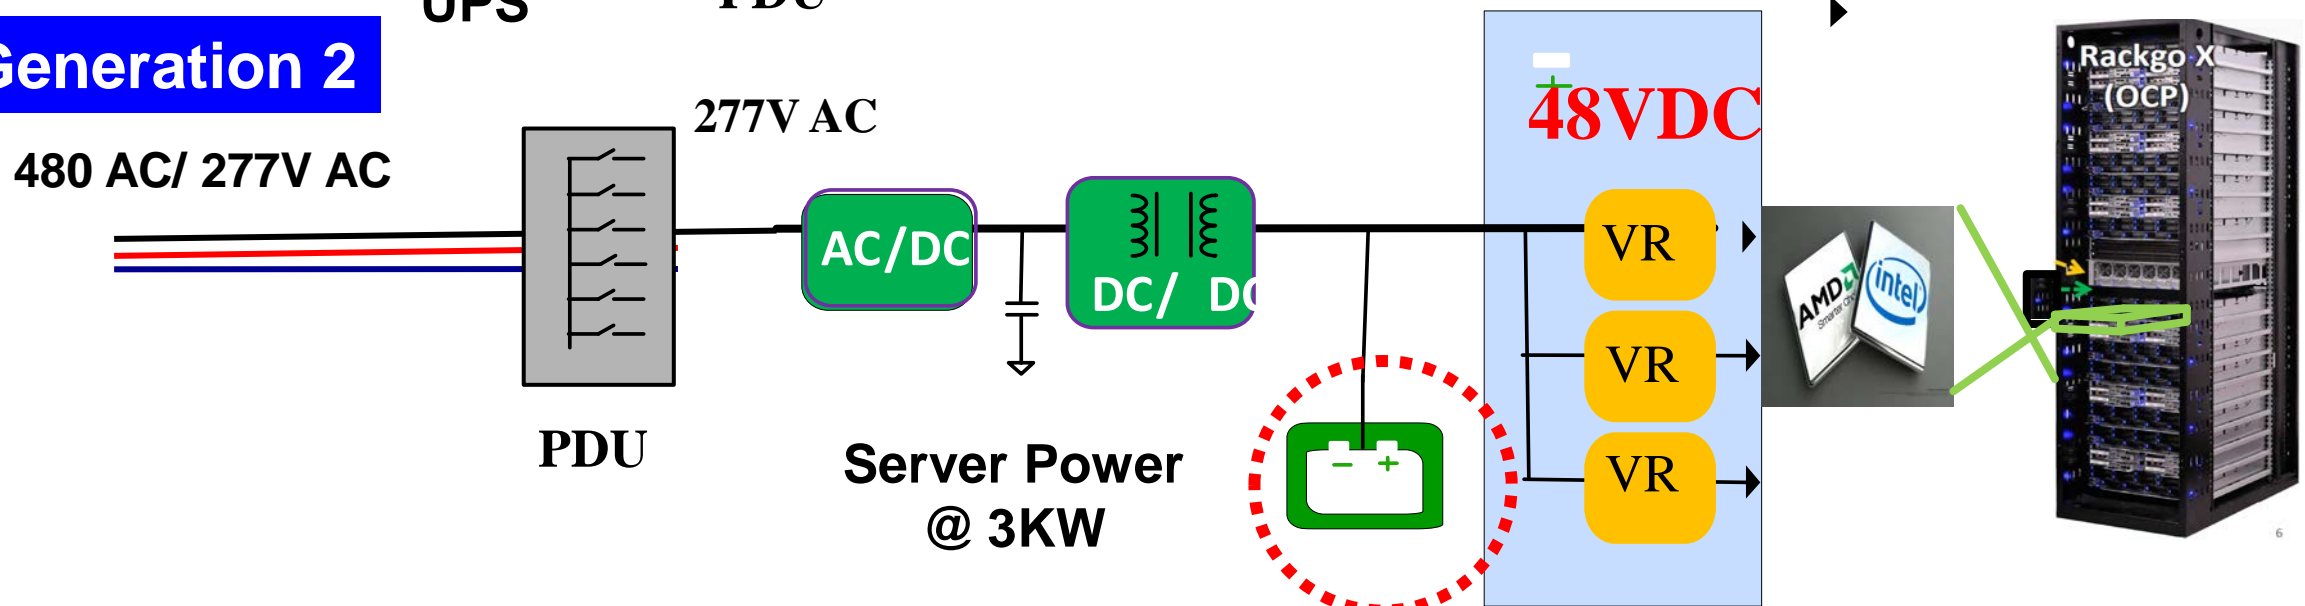 UPS
PDU
Generation 2
277V AC
480 AC/ 277V AC
48VDC
Rackgo X
(OCP)
AC/DC
DC/ DC
VR
VR
VR
AMD
intel
PDU
Server Power
@ 3KW
6